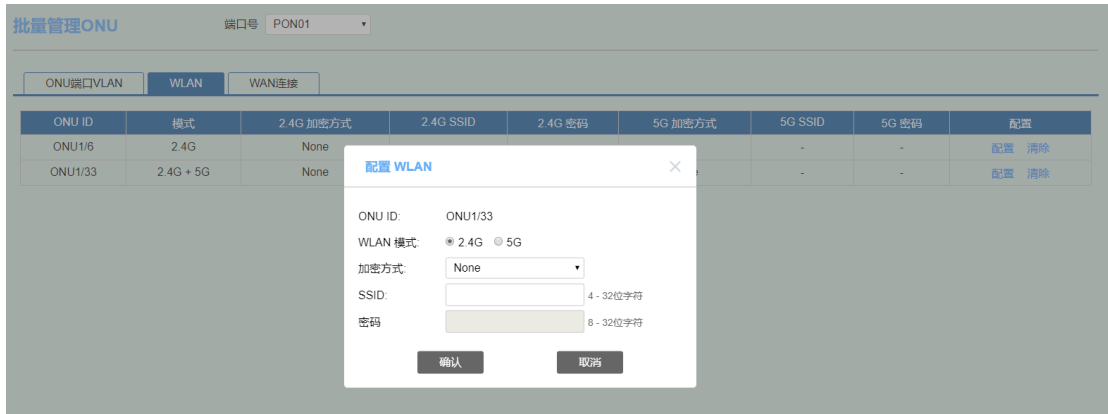 批量管理ONU 端口号 PON01
ONU端口VLAN WLAN WAN连接
ONU ID 模式 2.4G 加密方式 2.4G SSID 2.4G 密码 5G 加密方式 5G SSID 5G 密码 配置
ONU1/6 2.4G None - - 配置 清除
ONU1/33 2.4G + 5G None - - 配置 清除
配置 WLAN
ONU ID: ONU1/33
WLAN 模式: 2.4G 5G
加密方式: None
SSID: 4 - 32位字符
密码 8 - 32位字符
确认 取消